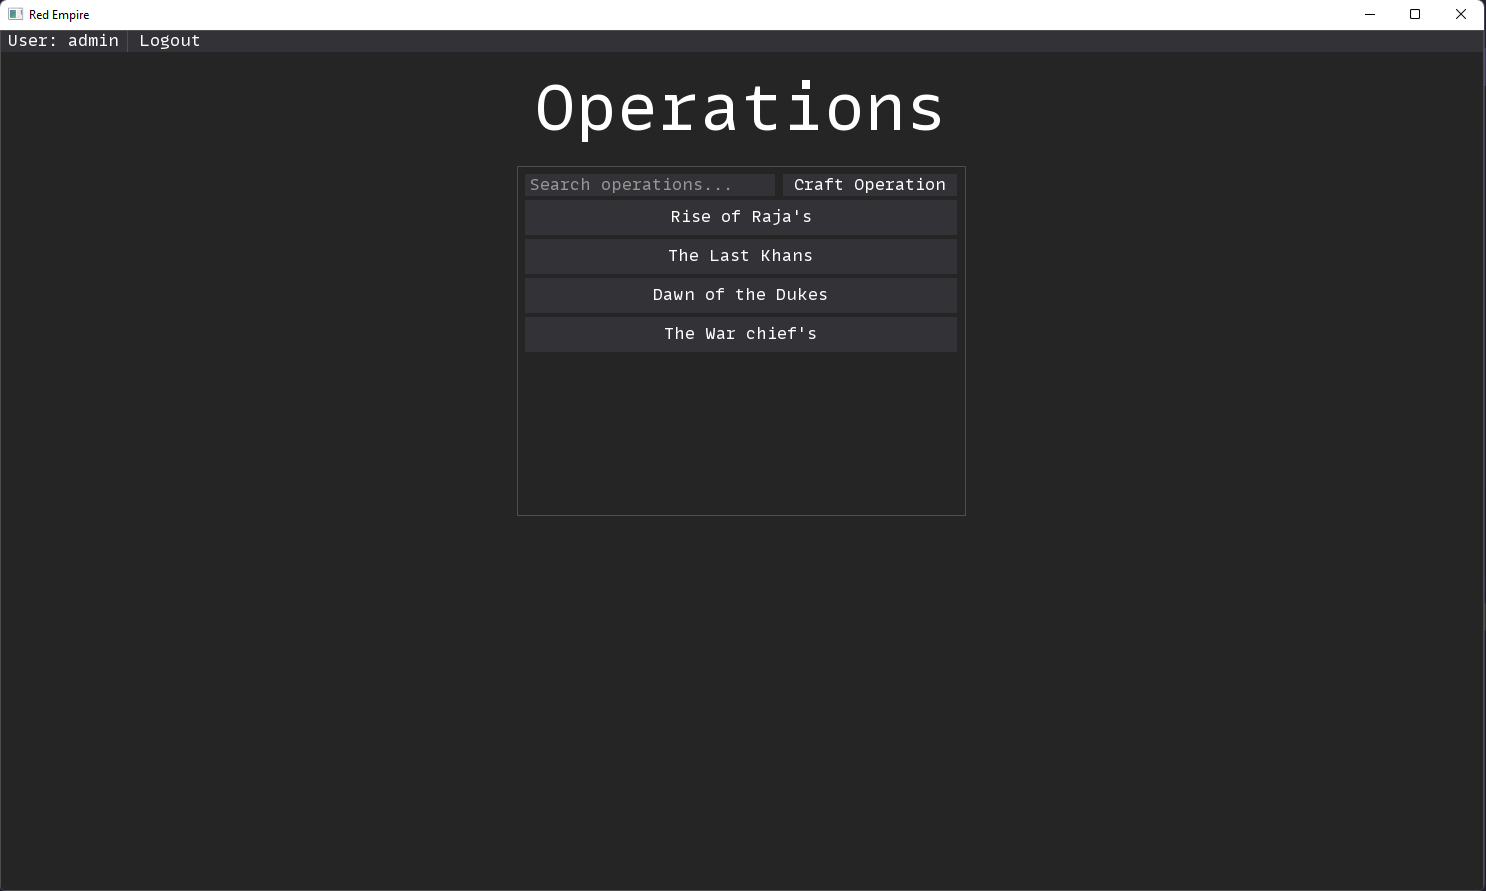 Red Empire
User: admin Logout
Operations
Search operations... Craft Operation
Rise of Raja's
The Last Khans
Dawn of the Dukes
The War chief's